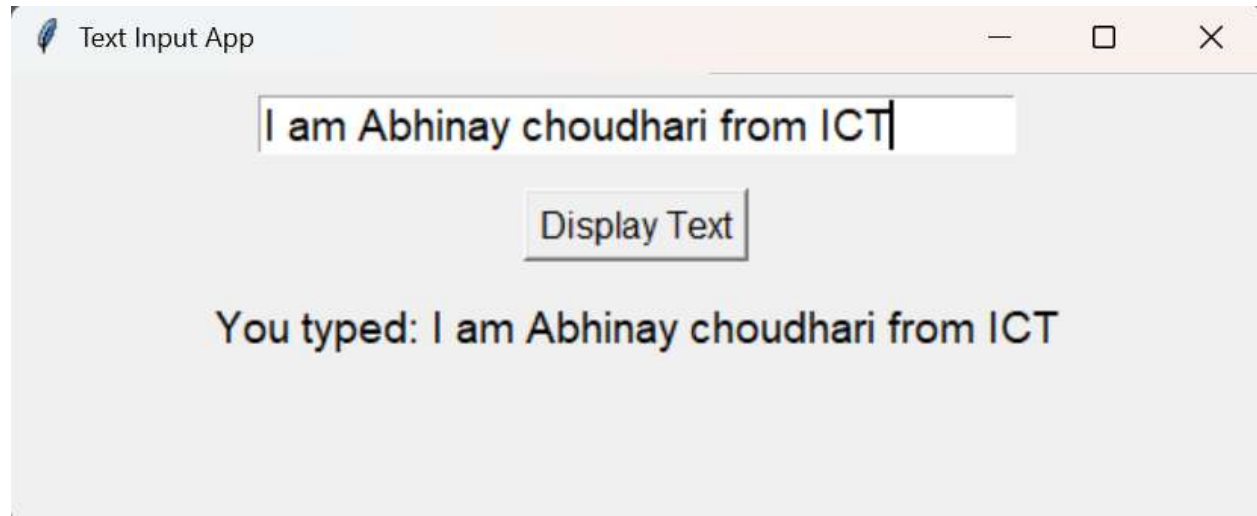 Text Input App
I am Abhinay choudhari from ICT
Display Text
You typed: I am Abhinay choudhari from ICT